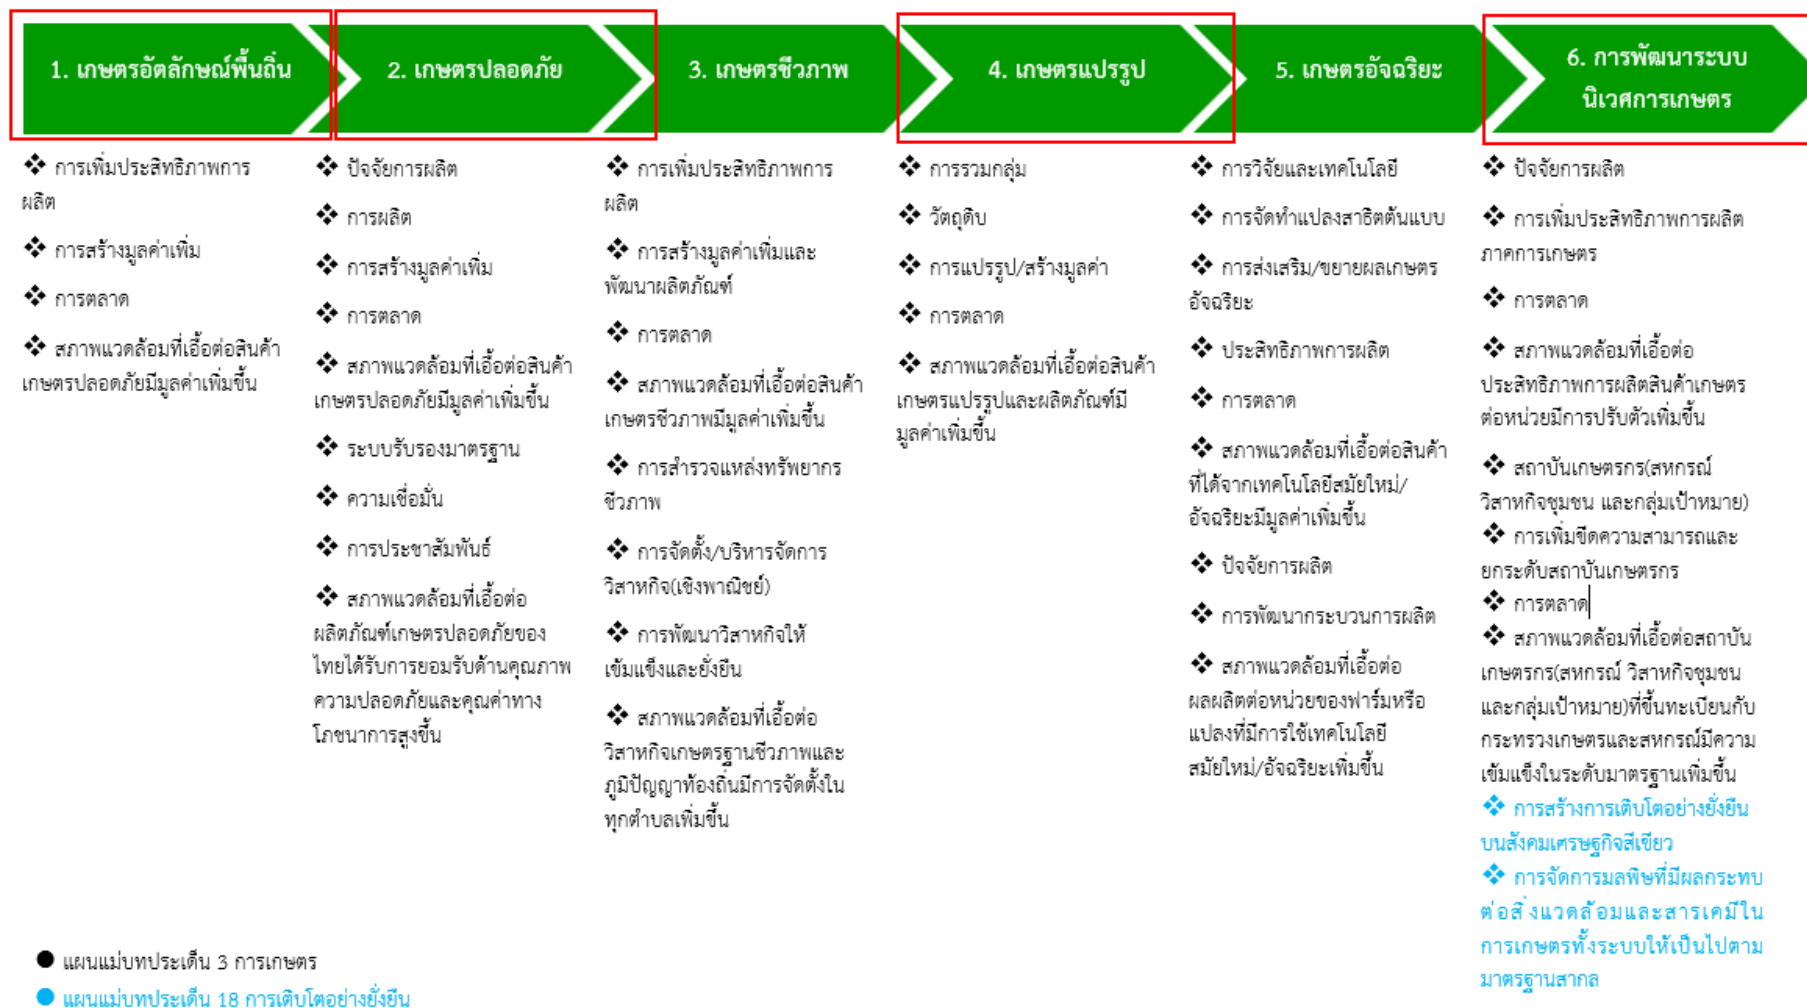 1. เกษตรอัตลักษณ์พื้นถิ่น
2. เกษตรปลอดภัย
3. เกษตรชีวภาพ
4. เกษตรแปรรูป
5. เกษตรอัจฉริยะ
6. การพัฒนาระบบ
นิเวศการเกษตร
❖ การเพิ่มประสิทธิภาพการ
ผลิต
❖ การสร้างมูลค่าเพิ่ม
❖ การตลาด
❖ สภาพแวดล้อมที่เอื้อต่อสินค้า
เกษตรปลอดภัยมีมูลค่าเพิ่มขึ้น
❖ ปัจจัยการผลิต
❖ การผลิต
❖ การสร้างมูลค่าเพิ่ม
❖ การตลาด
❖ สภาพแวดล้อมที่เอื้อต่อสินค้า
เกษตรปลอดภัยมีมูลค่าเพิ่มขึ้น
❖ ระบบรับรองมาตรฐาน
❖ ความเชื่อมั่น
❖ การประชาสัมพันธ์
❖ สภาพแวดล้อมที่เอื้อต่อ
ผลิตภัณฑ์เกษตรปลอดภัยของ
ไทยได้รับการยอมรับด้านคุณภาพ
ความปลอดภัยและคุณค่าทาง
โภชนาการสูงขึ้น
❖ การเพิ่มประสิทธิภาพการ
ผลิต
❖ การสร้างมูลค่าเพิ่มและ
พัฒนาผลิตภัณฑ์
❖ การตลาด
❖ สภาพแวดล้อมที่เอื้อต่อสินค้า
เกษตรชีวภาพมีมูลค่าเพิ่มขึ้น
❖ การสำรวจแหล่งทรัพยากร
ชีวภาพ
❖ การจัดตั้ง/บริหารจัดการ
วิสาหกิจ(เชิงพาณิชย์)
❖ การพัฒนาวิสาหกิจให้
เข้มแข็งและยั่งยืน
❖ สภาพแวดล้อมที่เอื้อต่อ
วิสาหกิจเกษตรฐานชีวภาพและ
ภูมิปัญญาท้องถิ่นมีการจัดตั้งใน
ทุกตำบลเพิ่มขึ้น
❖ การรวมกลุ่ม
❖ วัตถุดิบ
❖ การแปรรูป/สร้างมูลค่า
❖ การตลาด
❖ สภาพแวดล้อมที่เอื้อต่อสินค้า
เกษตรแปรรูปและผลิตภัณฑ์มี
มูลค่าเพิ่มขึ้น
❖ การวิจัยและเทคโนโลยี
❖ การจัดทำแปลงสาธิตต้นแบบ
❖ การส่งเสริม/ขยายผลเกษตร
อัจฉริยะ
❖ ประสิทธิภาพการผลิต
❖ การตลาด
❖ สภาพแวดล้อมที่เอื้อต่อสินค้า
ที่ได้จากเทคโนโลยีสมัยใหม่/
อัจฉริยะมีมูลค่าเพิ่มขึ้น
❖ ปัจจัยการผลิต
❖ การพัฒนากระบวนการผลิต
❖ สภาพแวดล้อมที่เอื้อต่อ
ผลผลิตต่อหน่วยของฟาร์มหรือ
แปลงที่มีการใช้เทคโนโลยี
สมัยใหม่/อัจฉริยะเพิ่มขึ้น
❖ ปัจจัยการผลิต
❖ การเพิ่มประสิทธิภาพการผลิต
ภาคการเกษตร
❖ การตลาด
❖ สภาพแวดล้อมที่เอื้อต่อ
ประสิทธิภาพการผลิตสินค้าเกษตร
ต่อหน่วยมีการปรับตัวเพิ่มขึ้น
❖ สถาบันเกษตรกร(สหกรณ์
วิสาหกิจชุมชน และกลุ่มเป้าหมาย)
❖ การเพิ่มขีดความสามารถและ
ยกระดับสถาบันเกษตรกร
❖ การตลาด
❖ สภาพแวดล้อมที่เอื้อต่อสถาบัน
เกษตรกร(สหกรณ์ วิสาหกิจชุมชน
และกลุ่มเป้าหมาย)ที่ขึ้นทะเบียนกับ
กระทรวงเกษตรและสหกรณ์มีความ
เข้มแข็งในระดับมาตรฐานเพิ่มขึ้น
❖ การสร้างการเติบโตอย่างยั่งยืน
บนสังคมเศรษฐกิจสีเขียว
❖ การจัดการมลพิษที่มีผลกระทบ
ต่อสิ่งแวดล้อมและสารเคมีใน
การเกษตรทั้งระบบให้เป็นไปตาม
มาตรฐานสากล
● แผนแม่บทประเด็น 3 การเกษตร
● แผนแม่บทประเด็น 18 การเติบโตอย่างยั่งยืน